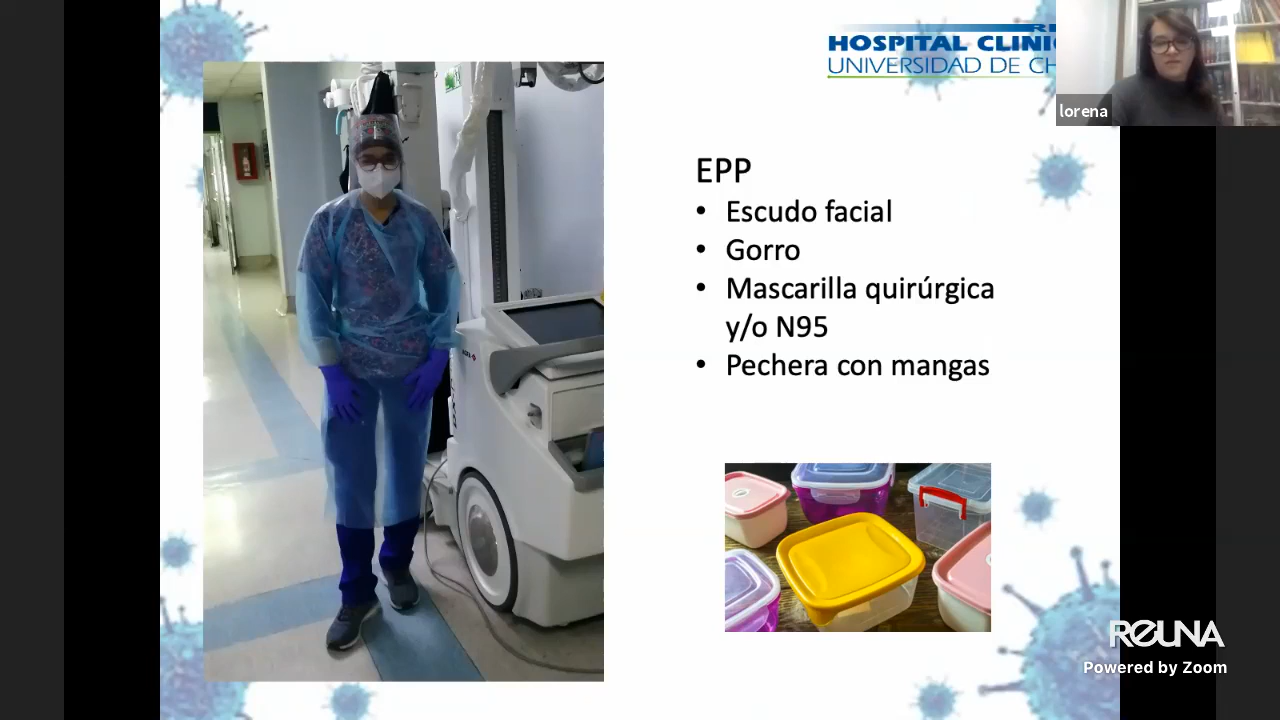 HOSPITAL CLINIC
UNIVERSIDAD DE CH
lorena
EPP
• Escudo facial
• Gorro
• Mascarilla quirúrgica
y/o N95
• Pechera con mangas
REUNA
Powered by Zoom